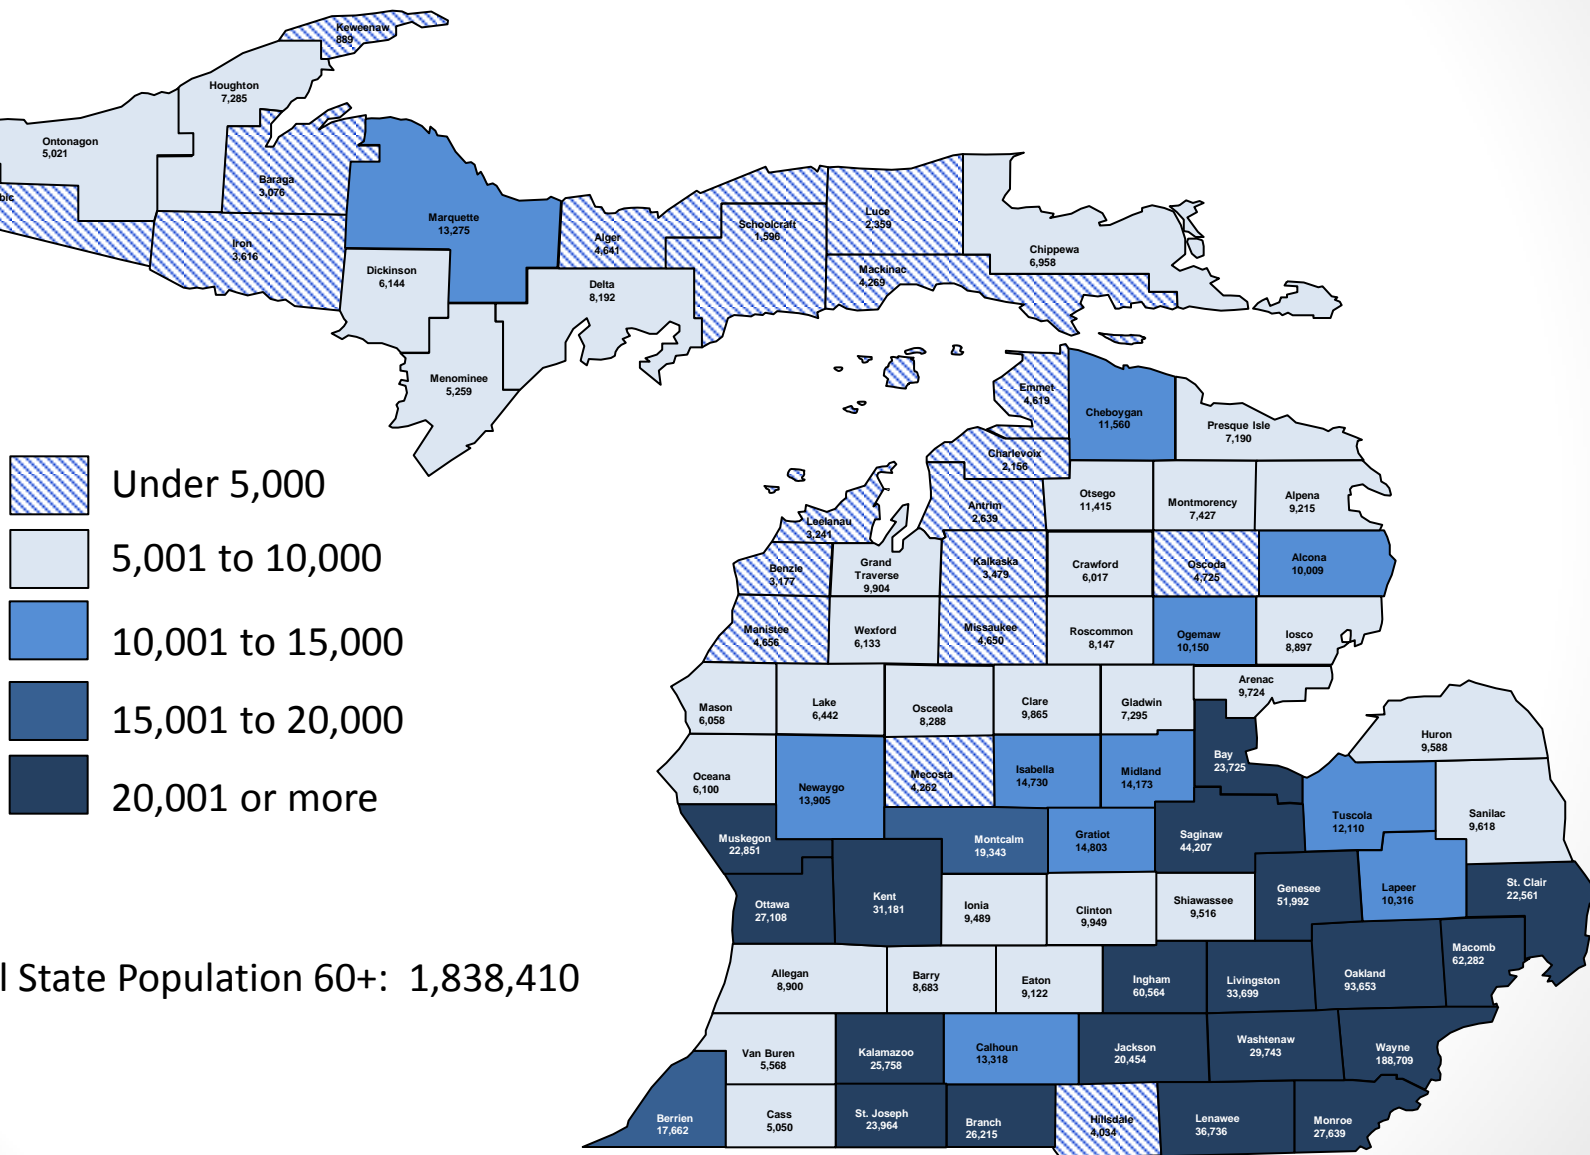 Keweenaw
889
Houghton
7,285
Ontonagon
5,021
bic
Baraga
3,076
Iron
3,616
Marquette
13,275
Dickinson
6,144
Menominee
5,259
Alger
4,641
Delta
8,192
Schoolcraft
1,596
Luce
2,359
Mackinac
4,269
Chippewa
6,958
Emmet
4,619
Cheboygan
11,560
Presque Isle
7,190
Charlevoix
2,156
Antrim
2,639
Otsego
11,415
Montmorency
7,427
Alpena
9,215
Leelanau
3,241
Benzie
3,177
Grand
Traverse
9,904
Kalkaska
3,479
Crawford
6,017
Oscoda
4,725
Alcona
10,009
Manistee
4,656
Wexford
6,133
Missaukee
4,650
Roscommon
8,147
Ogemaw
10,150
Iosco
8,897
Mason
6,058
Lake
6,442
Osceola
8,288
Clare
9,865
Gladwin
7,295
Arenac
9,724
Oceana
6,100
Newaygo
13,905
Mecosta
4,262
Isabella
14,730
Midland
14,173
Bay
23,725
Huron
9,588
Muskegon
22,851
Montcalm
19,343
Gratiot
14,803
Saginaw
44,207
Tuscola
12,110
Sanilac
9,618
Ottawa
27,108
Kent
31,181
Ionia
9,489
Clinton
9,949
Shiawassee
9,516
Genesee
51,992
Lapeer
10,316
St. Clair
22,561
Allegan
8,900
Barry
8,683
Eaton
9,122
Ingham
60,564
Livingston
33,699
Oakland
93,653
Macomb
62,282
Van Buren
5,568
Kalamazoo
25,758
Calhoun
13,318
Jackson
20,454
Washtenaw
29,743
Wayne
188,709
Berrien
17,662
Cass
5,050
St. Joseph
23,964
Branch
26,215
Hillsdale
4,034
Lenawee
36,736
Monroe
27,639
Under 5,000
5,001 to 10,000
10,001 to 15,000
15,001 to 20,000
20,001 or more
l State Population 60+: 1,838,410